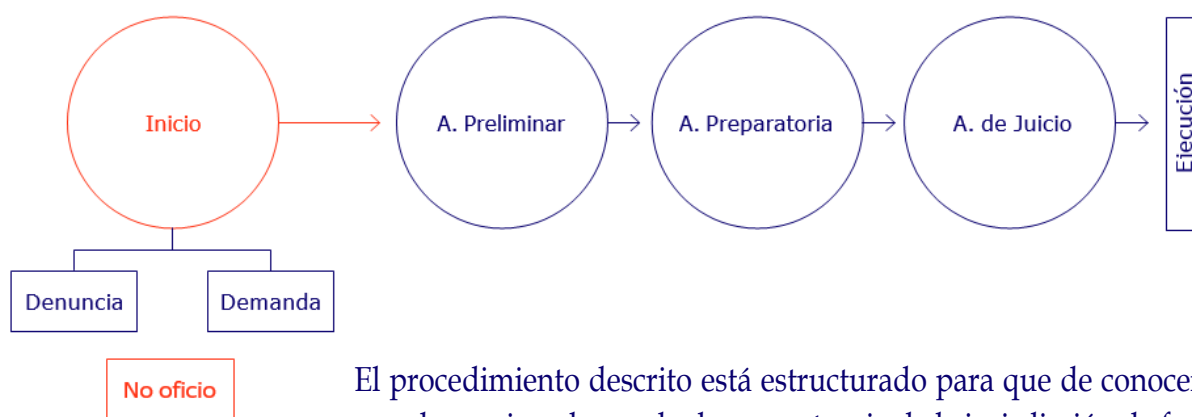 Inicio
A. Preliminar
A. Preparatoria
A. de Juicio
Ejecución
Denuncia
Demanda
No oficio
El procedimiento descrito está estructurado para que de conocer